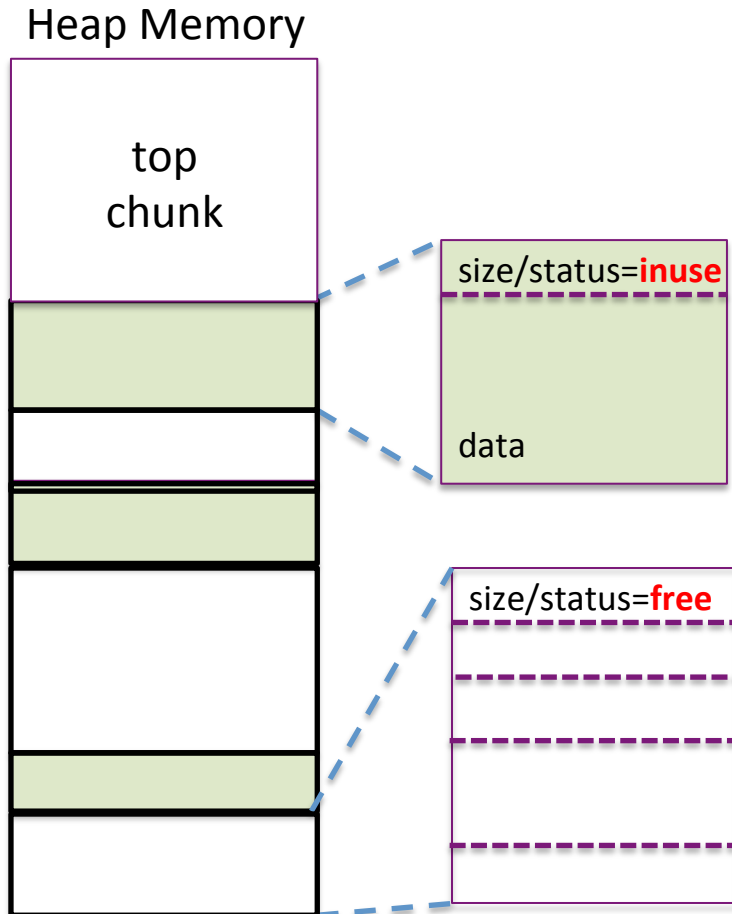 Heap Memory
top
chunk
size/status=inuse
data
size/status=free